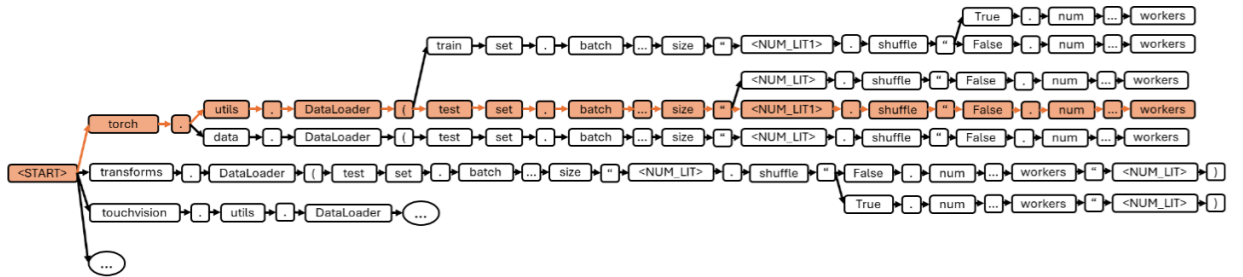 True . num ... workers
train set . batch ... size “ <NUM_LIT1> . shuffle “ False . num ... workers
<NUM_LIT> . shuffle “ False . num ... workers
utils . DataLoader ( test set . batch ... size “ <NUM_LIT1> . shuffle “ False . num ... workers
torch .
data . DataLoader ( test set . batch ... size “ <NUM_LIT> . shuffle “ False . num ... workers
<START> transforms . DataLoader ( test set . batch ... size “ <NUM_LIT> . shuffle “ False . num ... workers “ <NUM_LIT> )
True . num ... workers “ <NUM_LIT> )
touchvision . utils . DataLoader ...
...